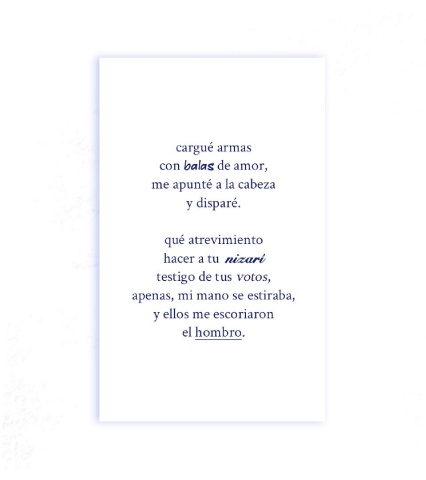 cargué armas
con balas de amor,
me apunté a la cabeza
y disparé.
qué atrevimiento
hacer a tu nizarí
testigo de tus votos,
apenas, mi mano se estiraba,
y ellos me escoriaron
el hombro.